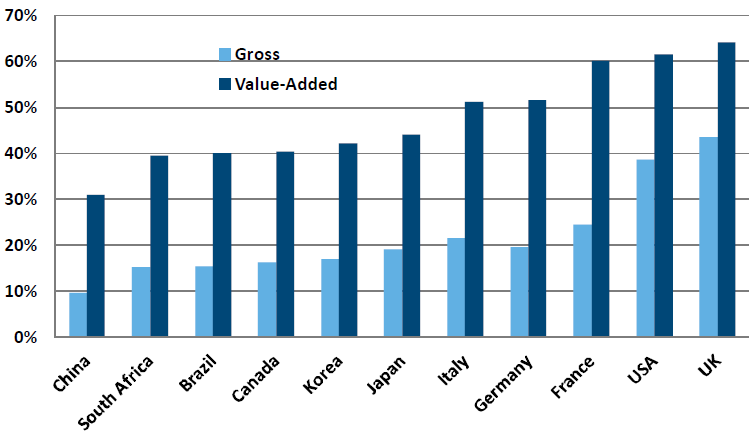 70%
60%
50%
40%
30%
20%
10%
0%
Gross
Value-Added
China
South Africa
Brazil
Canada
Korea
Japan
Italy
Germany
France
USA
UK